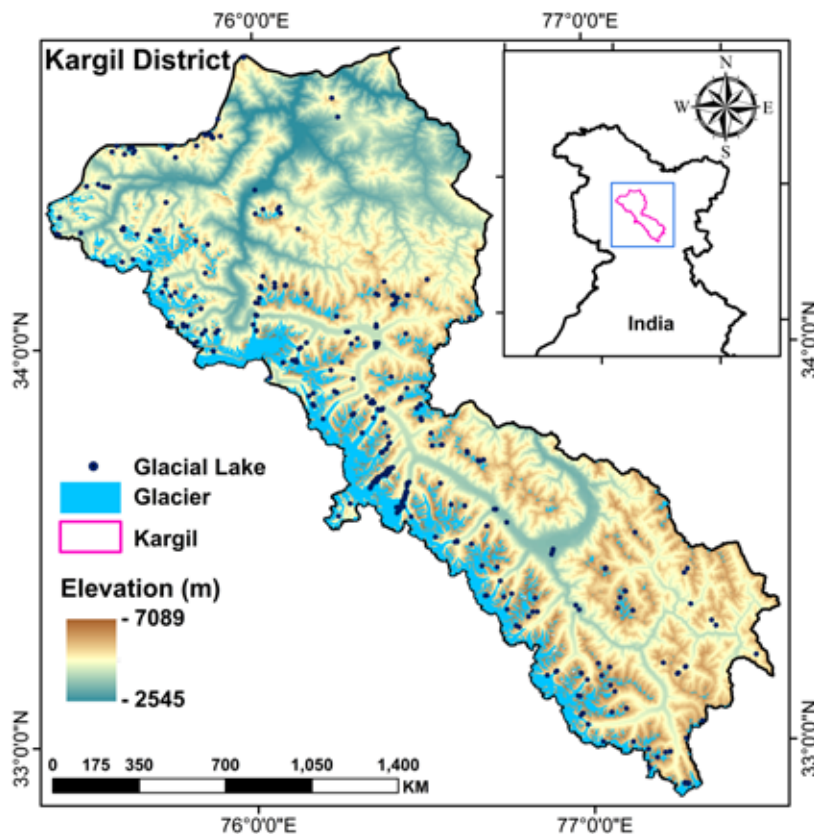 76°0'0"E
77°0'0"E
Kargil District
N
W
E
S
India
34°0'0"N
34°0'0"N
Glacial Lake
Glacier
Kargil
Elevation (m)
- 7089
- 2545
33°0'0"N
33°0'0"N
0 175 350 700 1,050 1,400
KM
76°0'0"E
77°0'0"E